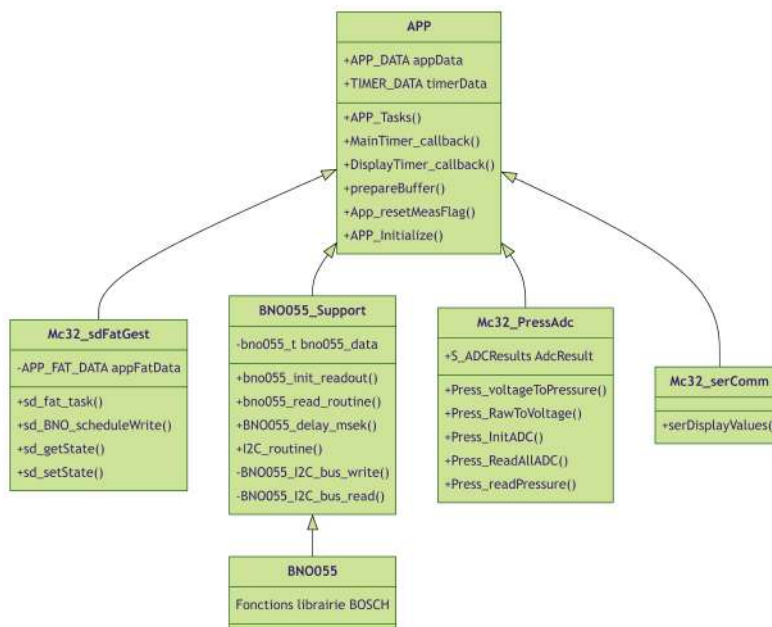 APP
+APP_DATA appData
+TIMER_DATA timerData
+APP_Tasks()
+MainTimer_callback()
+DisplayTimer_callback()
+prepareBuffer()
+App_resetMeasFlag()
+APP_Initialize()
Mc32_sdFatGest
-APP_FAT_DATA appFatData
+sd_fat_task()
+sd_BNO_scheduleWrite()
+sd_getState()
+sd_setState()
BNO055_Support
-bno055_t bno055_data
+bno055_init_readout()
+bno055_read_routine()
+BNO055_delay_msek()
+I2C_routine()
-BNO055_I2C_bus_write()
-BNO055_I2C_bus_read()
Mc32_PressAdc
+S_ADCResults AdcResult
+Press_voltageToPressure()
+Press_RawToVoltage()
+Press_InitADC()
+Press_ReadAllADC()
+Press_readPressure()
Mc32_serComm
+serDisplayValues()
BNO055
Fonctions librairie BOSCH